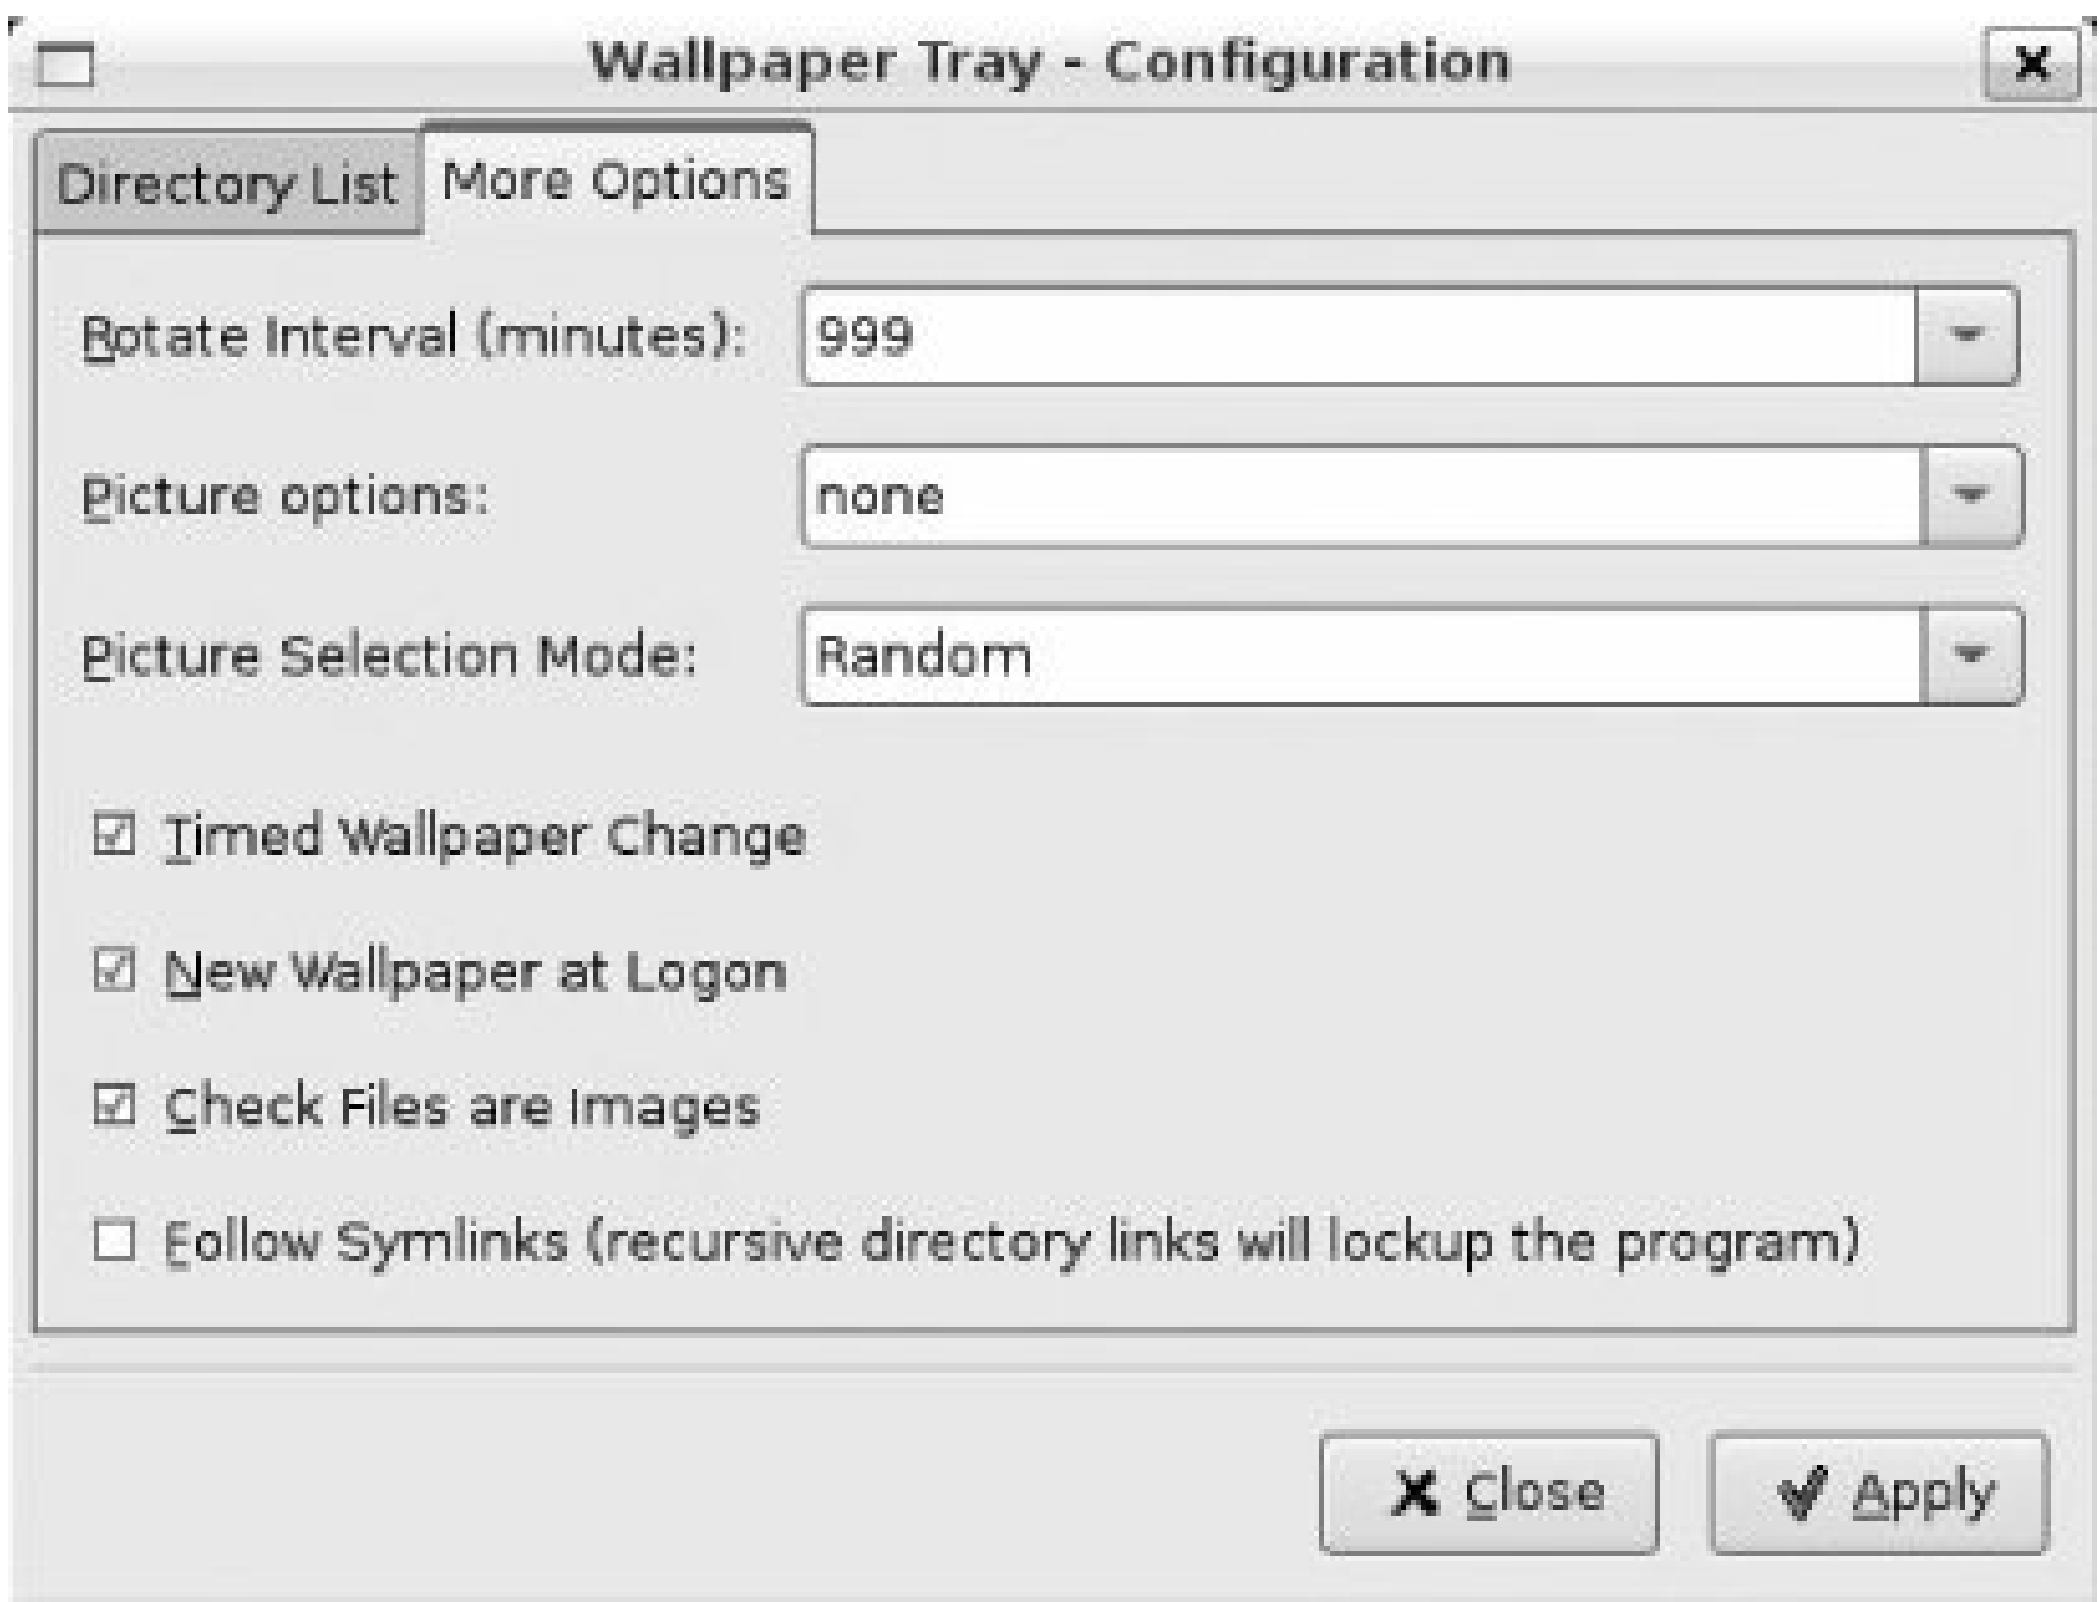 Wallpaper Tray - Configuration
Directory List More Options
Rotate Interval (minutes): 999
Picture options: none
Picture Selection Mode: Random
Timed Wallpaper Change
New Wallpaper at Logon
Check Files are Images
Follow Symlinks (recursive directory links will lockup the program)
Close Apply